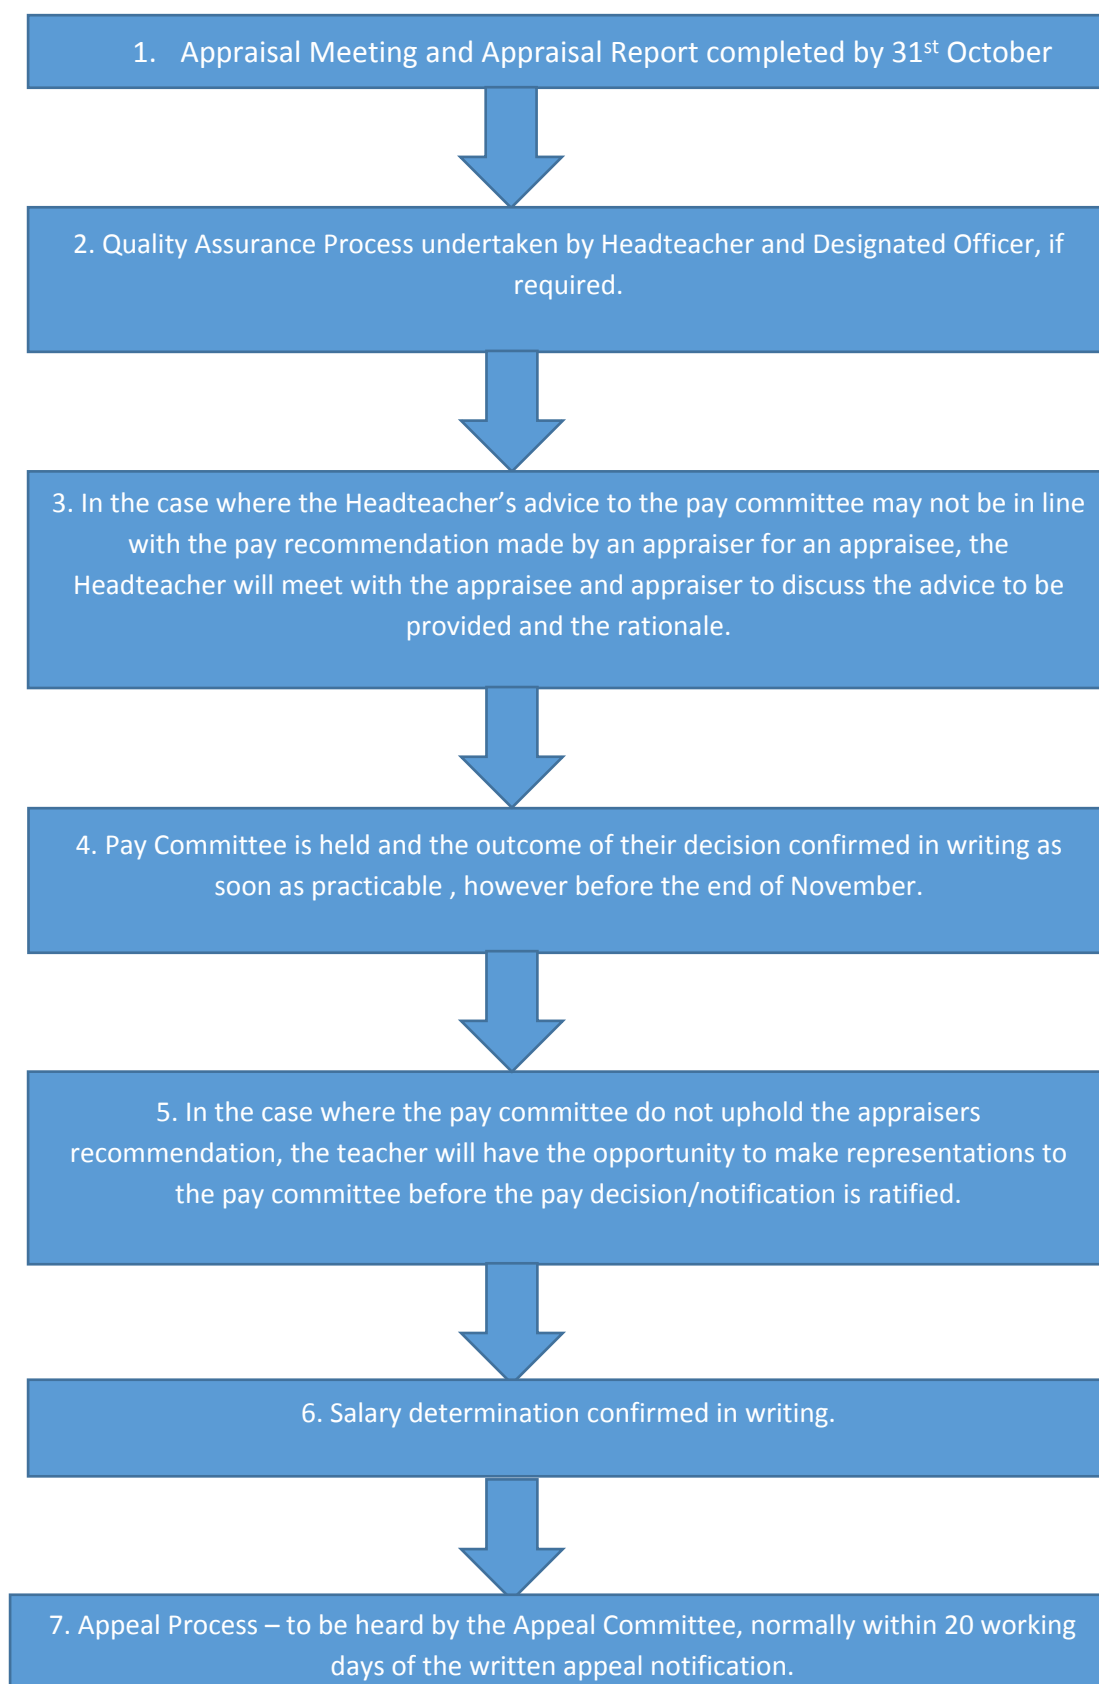 1. Appraisal Meeting and Appraisal Report completed by 31st October
2. Quality Assurance Process undertaken by Headteacher and Designated Officer, if
required.
3. In the case where the Headteacher’s advice to the pay committee may not be in line
with the pay recommendation made by an appraiser for an appraisee, the
Headteacher will meet with the appraisee and appraiser to discuss the advice to be
provided and the rationale.
4. Pay Committee is held and the outcome of their decision confirmed in writing as
soon as practicable , however before the end of November.
5. In the case where the pay committee do not uphold the appraisers
recommendation, the teacher will have the opportunity to make representations to
the pay committee before the pay decision/notification is ratified.
6. Salary determination confirmed in writing.
7. Appeal Process – to be heard by the Appeal Committee, normally within 20 working
days of the written appeal notification.